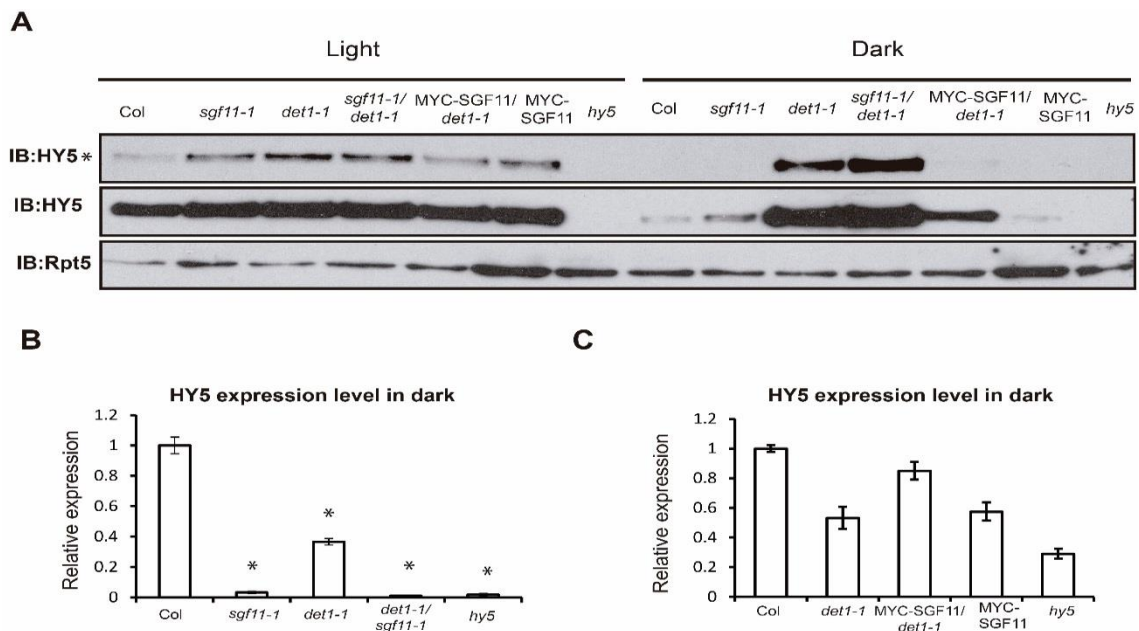 A
Light Dark
Col sgf11-1 det1-1 sgf11-1/ det1-1 MYC-SGF11/ det1-1 MYC- SGF11 hy5 Col sgf11-1 det1-1 sgf11-1/ det1-1 MYC-SGF11/ det1-1 MYC- SGF11 hy5
IB:HY5 *
IB:HY5
IB:Rpt5
B
HY5 expression level in dark
Relative expression
1.2
1
0.8
0.6
0.4
0.2
0
* * * *
Col sgf11-1 det1-1 det1-1/ sgf11-1 hy5
C
HY5 expression level in dark
Relative expression
1.2
1
0.8
0.6
0.4
0.2
0
Col det1-1 MYC-SGF11/ det1-1 MYC- SGF11 hy5